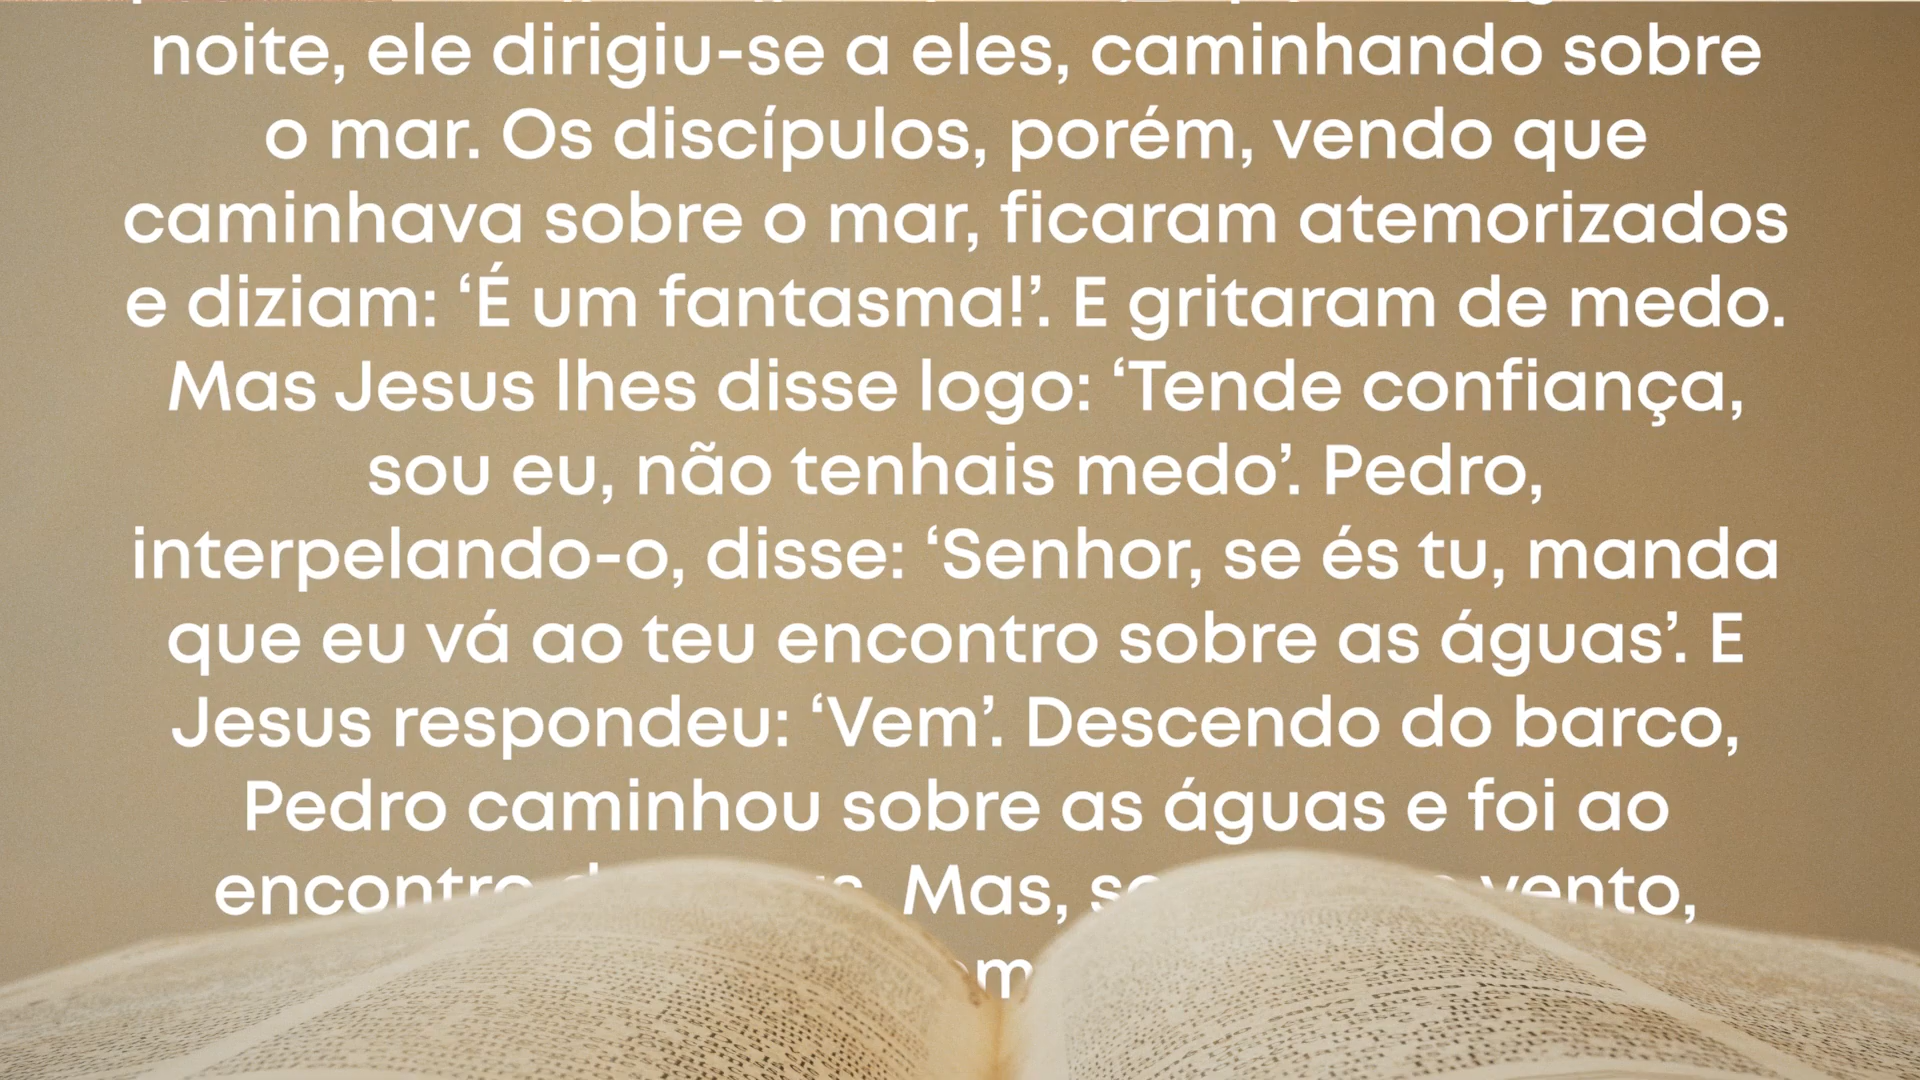 noite, ele dirigiu-se a eles, caminhando sobre
o mar. Os discípulos, porém, vendo que
caminhava sobre o mar, ficaram atemorizados
e diziam: ‘É um fantasma!’. E gritaram de medo.
Mas Jesus lhes disse logo: ‘Tende confiança,
sou eu, não tenhais medo’. Pedro,
interpelando-o, disse: ‘Senhor, se és tu, manda
que eu vá ao teu encontro sobre as águas’. E
Jesus respondeu: ‘Vem’. Descendo do barco,
Pedro caminhou sobre as águas e foi ao
encontro Mas, vento,